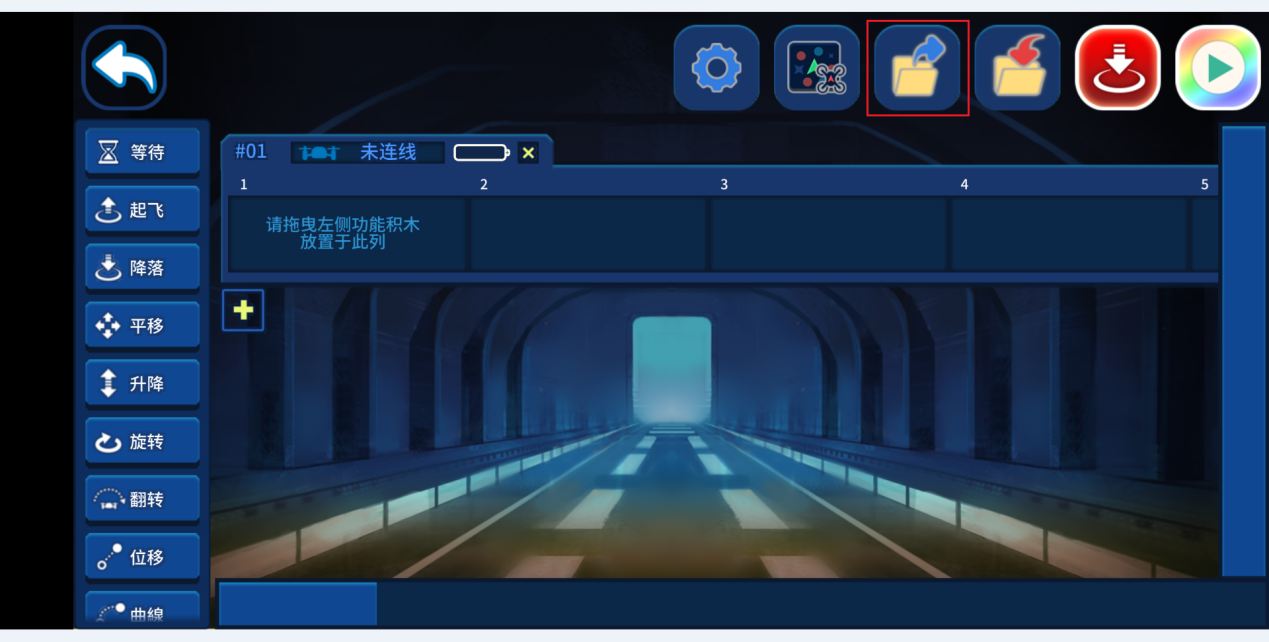 等待
起飞
降落
平移
升降
旋转
翻转
位移
曲線
#01 未连线
1 2 3 4 5
请拖曳左侧功能积木
放置于此列